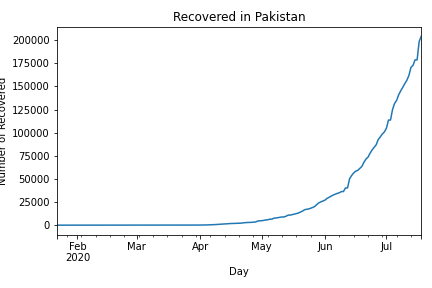 Recovered in Pakistan
Number of Recovered
200000
175000
150000
125000
100000
75000
50000
25000
0
Feb Mar Apr May Jun Jul
2020
Day